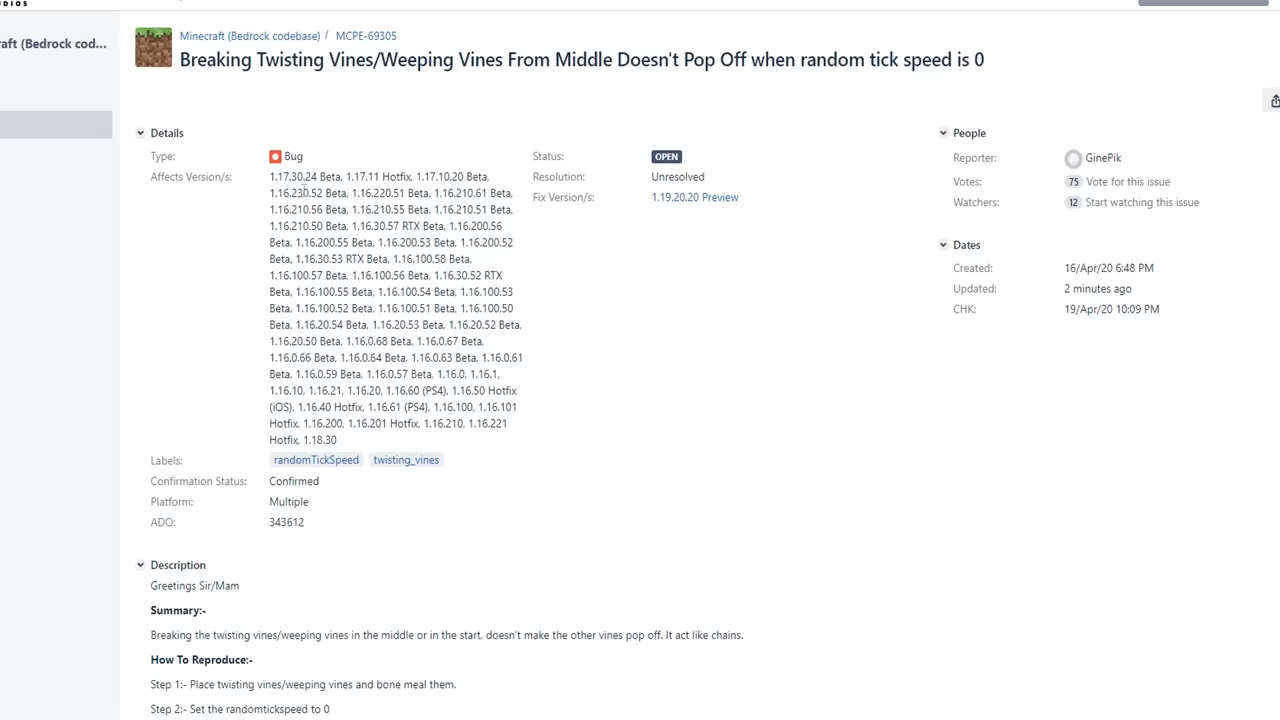 DIOS
raft (Bedrock cod...
Minecraft (Bedrock codebase) / MCPE-69305
Breaking Twisting Vines/Weeping Vines From Middle Doesn't Pop Off when random tick speed is 0
Details
Type: Bug
Affects Version/s: 1.17.30.24 Beta, 1.17.11 Hotfix, 1.17.10.20 Beta,
1.16.230.52 Beta, 1.16.220.51 Beta, 1.16.210.61 Beta,
1.16.210.56 Beta, 1.16.210.55 Beta, 1.16.210.51 Beta,
1.16.210.50 Beta, 1.16.30.57 RTX Beta, 1.16.200.56
Beta, 1.16.200.55 Beta, 1.16.200.53 Beta, 1.16.200.52
Beta, 1.16.30.53 RTX Beta, 1.16.100.58 Beta,
1.16.100.57 Beta, 1.16.100.56 Beta, 1.16.30.52 RTX
Beta, 1.16.100.55 Beta, 1.16.100.54 Beta, 1.16.100.53
Beta, 1.16.100.52 Beta, 1.16.100.51 Beta, 1.16.100.50
Beta, 1.16.20.54 Beta, 1.16.20.53 Beta, 1.16.20.52 Beta,
1.16.20.50 Beta, 1.16.0.68 Beta, 1.16.0.67 Beta,
1.16.0.66 Beta, 1.16.0.64 Beta, 1.16.0.63 Beta, 1.16.0.61
Beta, 1.16.0.59 Beta, 1.16.0.57 Beta, 1.16.0, 1.16.1,
1.16.10, 1.16.21, 1.16.20, 1.16.60 (PS4), 1.16.50 Hotfix
(iOS), 1.16.40 Hotfix, 1.16.61 (PS4), 1.16.100, 1.16.101
Hotfix, 1.16.200, 1.16.201 Hotfix, 1.16.210, 1.16.221
Hotfix, 1.18.30
Labels: randomTickSpeed twisting_vines
Confirmation Status: Confirmed
Platform: Multiple
ADO: 343612
Status: OPEN
Resolution: Unresolved
Fix Version/s: 1.19.20.20 Preview
People
Reporter: GinePik
Votes: 75 Vote for this issue
Watchers: 12 Start watching this issue
Dates
Created: 16/Apr/20 6:48 PM
Updated: 2 minutes ago
CHK: 19/Apr/20 10:09 PM
Description
Greetings Sir/Mam
Summary:-
Breaking the twisting vines/weeping vines in the middle or in the start, doesn't make the other vines pop off. It act like chains.
How To Reproduce:-
Step 1:- Place twisting vines/weeping vines and bone meal them.
Step 2:- Set the randomtickspeed to 0